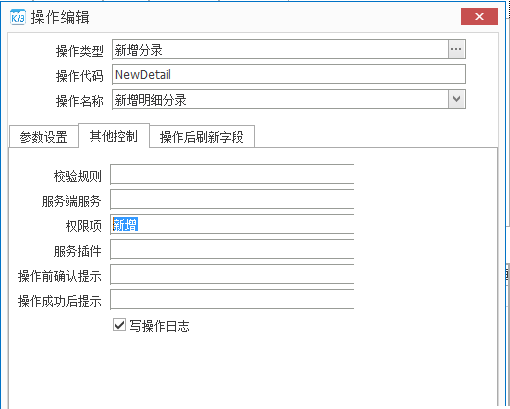 K/3 操作编辑
操作类型 新增分录 ...
操作代码 NewDetail
操作名称 新增明细分录
参数设置 其他控制 操作后刷新字段
校验规则
服务端服务
权限项 新增
服务插件
操作前确认提示
操作成功后提示
写操作日志